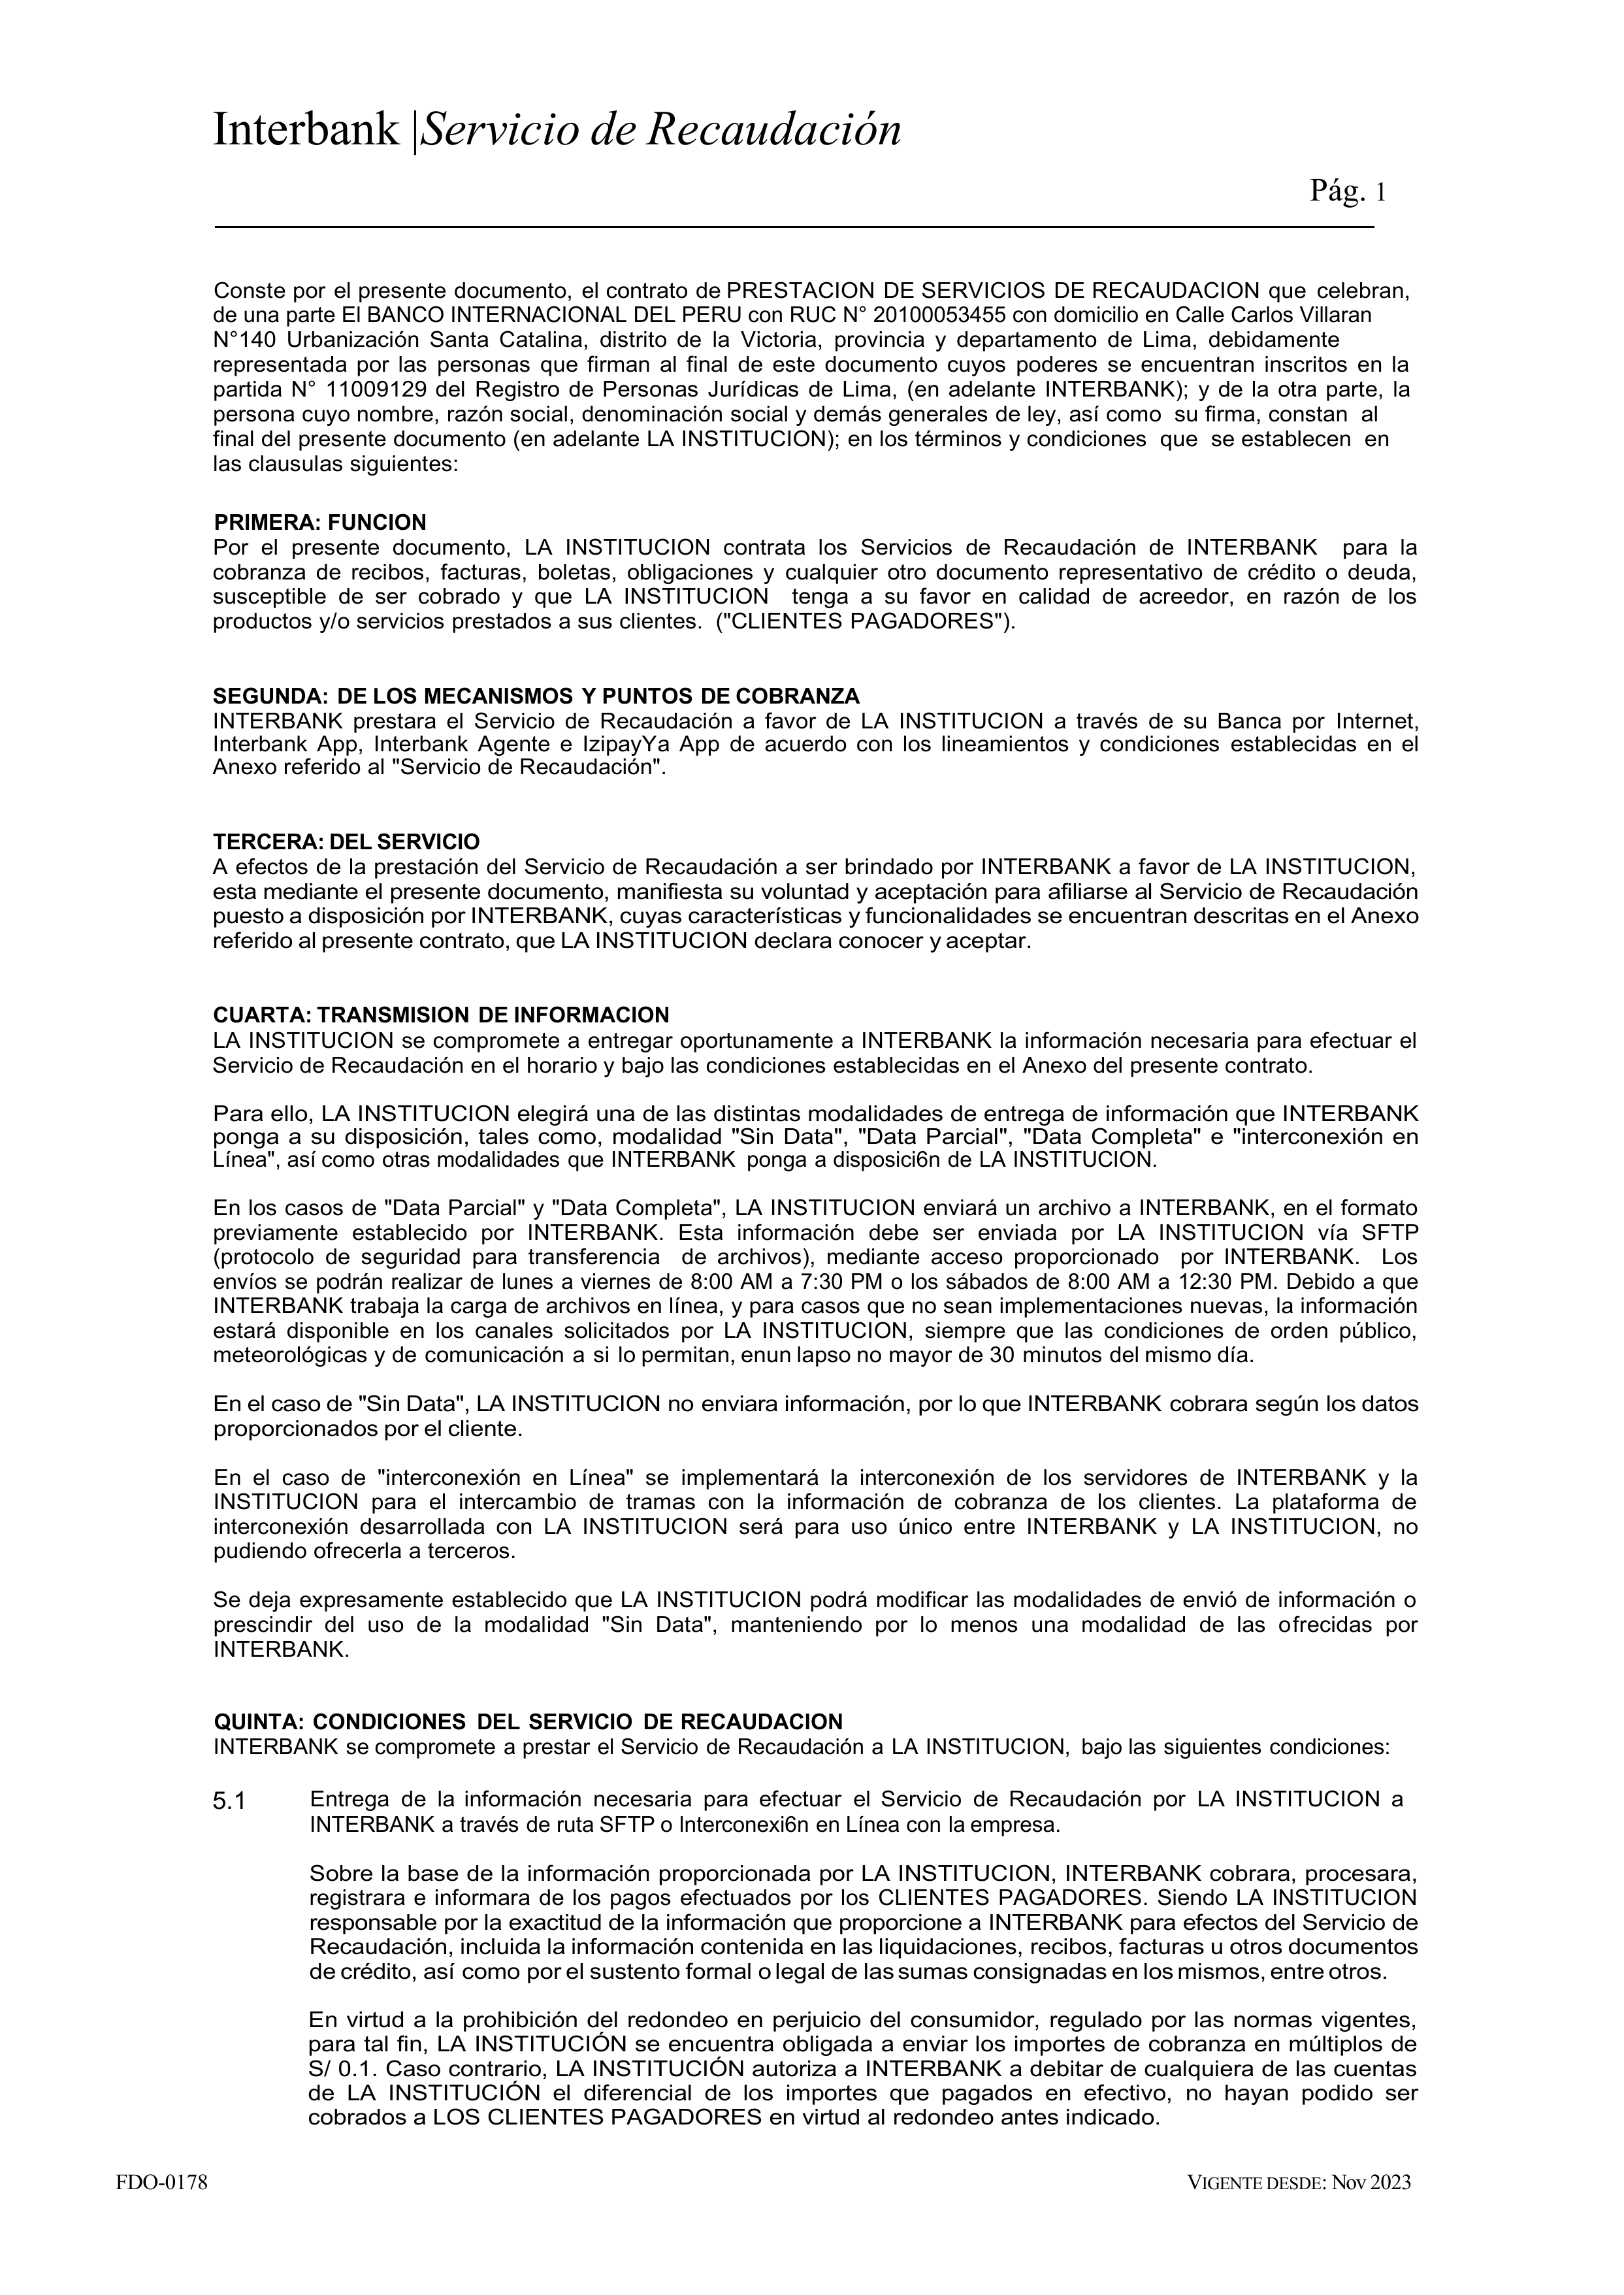 Interbank |Servicio de Recaudación
Pág. 1
Conste por el presente documento, el contrato de PRESTACION DE SERVICIOS DE RECAUDACION que celebran,
de una parte El BANCO INTERNACIONAL DEL PERU con RUC N° 20100053455 con domicilio en Calle Carlos Villaran
N°140 Urbanización Santa Catalina, distrito de la Victoria, provincia y departamento de Lima, debidamente
representada por las personas que firman al final de este documento cuyos poderes se encuentran inscritos en la
partida N° 11009129 del Registro de Personas Jurídicas de Lima, (en adelante INTERBANK); y de la otra parte, la
persona cuyo nombre, razón social, denominación social y demás generales de ley, así como su firma, constan al
final del presente documento (en adelante LA INSTITUCION); en los términos y condiciones que se establecen en
las clausulas siguientes:
PRIMERA: FUNCION
Por el presente documento, LA INSTITUCION contrata los Servicios de Recaudación de INTERBANK para la
cobranza de recibos, facturas, boletas, obligaciones y cualquier otro documento representativo de crédito o deuda,
susceptible de ser cobrado y que LA INSTITUCION tenga a su favor en calidad de acreedor, en razón de los
productos y/o servicios prestados a sus clientes. ("CLIENTES PAGADORES").
SEGUNDA: DE LOS MECANISMOS Y PUNTOS DE COBRANZA
INTERBANK prestara el Servicio de Recaudación a favor de LA INSTITUCION a través de su Banca por Internet,
Interbank App, Interbank Agente e IzipayYa App de acuerdo con los lineamientos y condiciones establecidas en el
Anexo referido al "Servicio de Recaudación".
TERCERA: DEL SERVICIO
A efectos de la prestación del Servicio de Recaudación a ser brindado por INTERBANK a favor de LA INSTITUCION,
esta mediante el presente documento, manifiesta su voluntad y aceptación para afiliarse al Servicio de Recaudación
puesto a disposición por INTERBANK, cuyas características y funcionalidades se encuentran descritas en el Anexo
referido al presente contrato, que LA INSTITUCION declara conocer y aceptar.
CUARTA: TRANSMISION DE INFORMACION
LA INSTITUCION se compromete a entregar oportunamente a INTERBANK la información necesaria para efectuar el
Servicio de Recaudación en el horario y bajo las condiciones establecidas en el Anexo del presente contrato.
Para ello, LA INSTITUCION elegirá una de las distintas modalidades de entrega de información que INTERBANK
ponga a su disposición, tales como, modalidad "Sin Data", "Data Parcial", "Data Completa" e "interconexión en
Línea", así como otras modalidades que INTERBANK ponga a disposici6n de LA INSTITUCION.
En los casos de "Data Parcial" y "Data Completa", LA INSTITUCION enviará un archivo a INTERBANK, en el formato
previamente establecido por INTERBANK. Esta información debe ser enviada por LA INSTITUCION vía SFTP
(protocolo de seguridad para transferencia de archivos), mediante acceso proporcionado por INTERBANK. Los
envíos se podrán realizar de lunes a viernes de 8:00 AM a 7:30 PM o los sábados de 8:00 AM a 12:30 PM. Debido a que
INTERBANK trabaja la carga de archivos en línea, y para casos que no sean implementaciones nuevas, la información
estará disponible en los canales solicitados por LA INSTITUCION, siempre que las condiciones de orden público,
meteorológicas y de comunicación a si lo permitan, enun lapso no mayor de 30 minutos del mismo día.
En el caso de "Sin Data", LA INSTITUCION no enviara información, por lo que INTERBANK cobrara según los datos
proporcionados por el cliente.
En el caso de "interconexión en Línea" se implementará la interconexión de los servidores de INTERBANK y la
INSTITUCION para el intercambio de tramas con la información de cobranza de los clientes. La plataforma de
interconexión desarrollada con LA INSTITUCION será para uso único entre INTERBANK y LA INSTITUCION, no
pudiendo ofrecerla a terceros.
Se deja expresamente establecido que LA INSTITUCION podrá modificar las modalidades de envió de información o
prescindir del uso de la modalidad "Sin Data", manteniendo por lo menos una modalidad de las ofrecidas por
INTERBANK.
QUINTA: CONDICIONES DEL SERVICIO DE RECAUDACION
INTERBANK se compromete a prestar el Servicio de Recaudación a LA INSTITUCION, bajo las siguientes condiciones:
5.1 Entrega de la información necesaria para efectuar el Servicio de Recaudación por LA INSTITUCION a
INTERBANK a través de ruta SFTP o lnterconexi6n en Línea con la empresa.
Sobre la base de la información proporcionada por LA INSTITUCION, INTERBANK cobrara, procesara,
registrara e informara de los pagos efectuados por los CLIENTES PAGADORES. Siendo LA INSTITUCION
responsable por la exactitud de la información que proporcione a INTERBANK para efectos del Servicio de
Recaudación, incluida la información contenida en las liquidaciones, recibos, facturas u otros documentos
de crédito, así como por el sustento formal o legal de las sumas consignadas en los mismos, entre otros.
En virtud a la prohibición del redondeo en perjuicio del consumidor, regulado por las normas vigentes,
para tal fin, LA INSTITUCIÓN se encuentra obligada a enviar los importes de cobranza en múltiplos de
S/ 0.1. Caso contrario, LA INSTITUCIÓN autoriza a INTERBANK a debitar de cualquiera de las cuentas
de LA INSTITUCIÓN el diferencial de los importes que pagados en efectivo, no hayan podido ser
cobrados a LOS CLIENTES PAGADORES en virtud al redondeo antes indicado.
FDO-0178
VIGENTE DESDE: Nov 2023